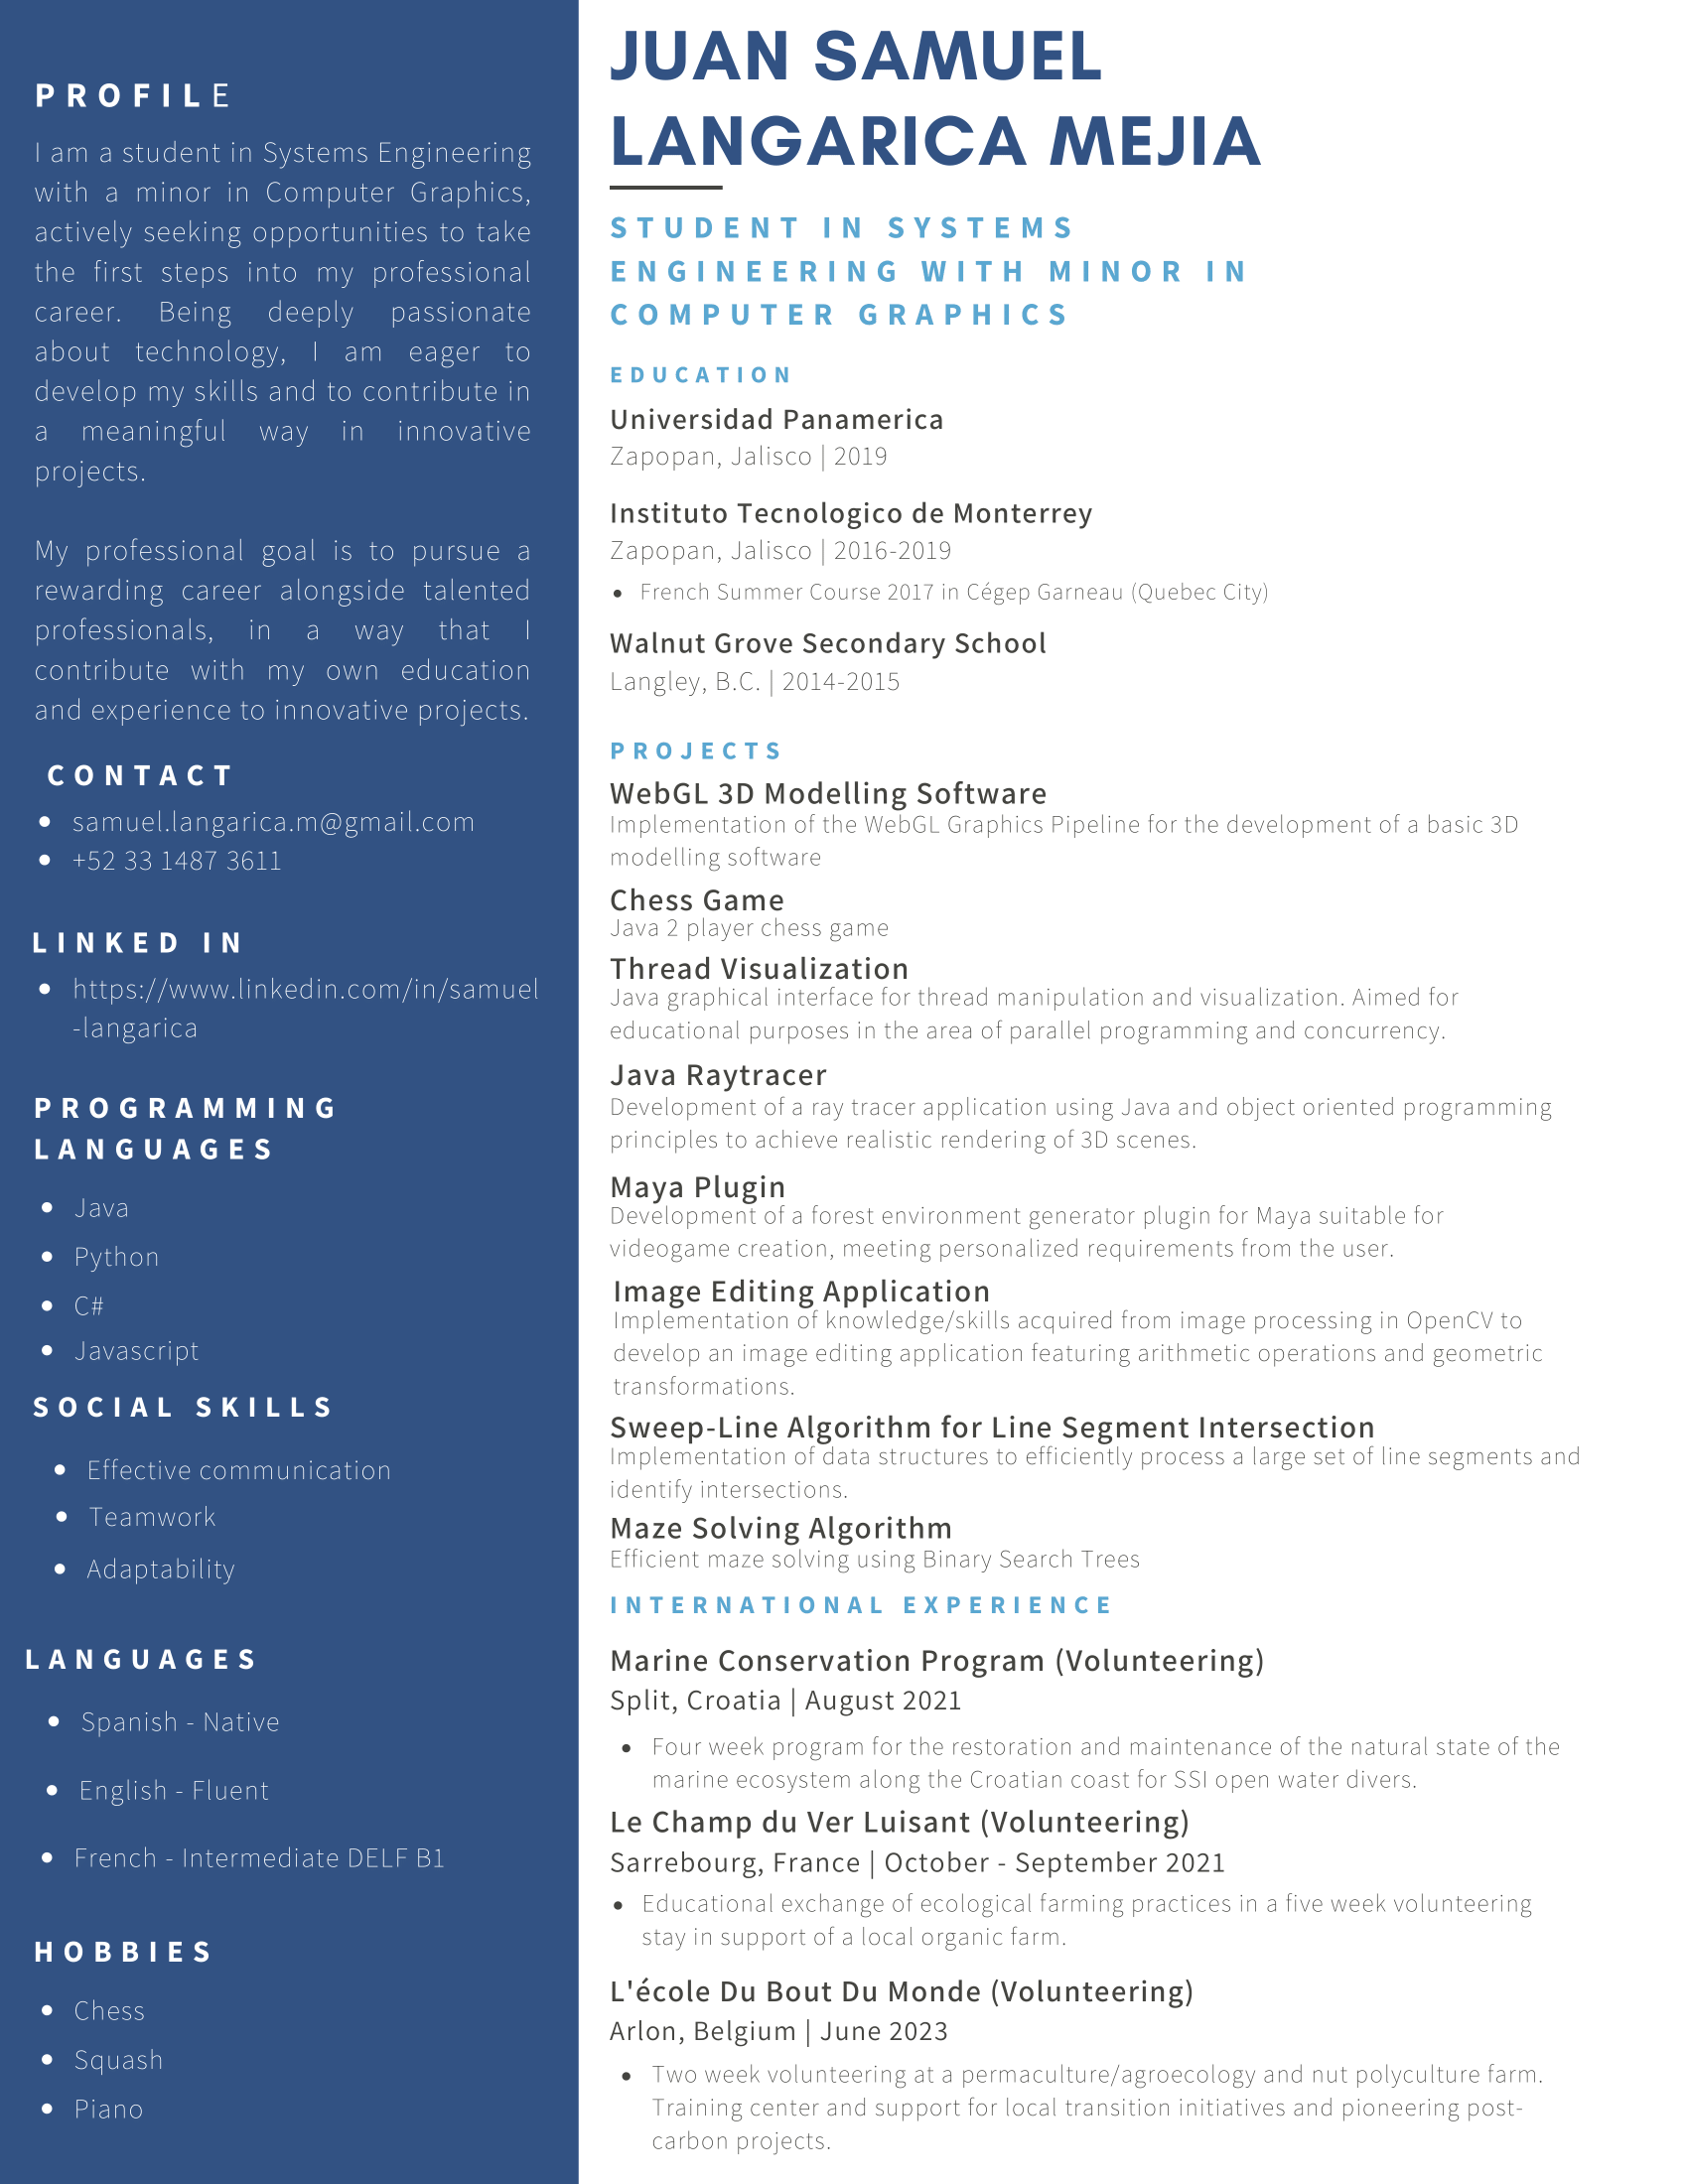 PROFILE
I am a student in Systems Engineering
with a minor in Computer Graphics,
actively seeking opportunities to take
the first steps into my professional
career. Being deeply passionate
about technology, I am eager to
develop my skills and to contribute in
a meaningful way in innovative
projects.
My professional goal is to pursue a
rewarding career alongside talented
professionals, in a way that I
contribute with my own education
and experience to innovative projects.
CONTACT
• samuel.langarica.m@gmail.com
• +52 33 1487 3611
LINKED IN
• https://www.linkedin.com/in/samuel
-langarica
PROGRAMMING
LANGUAGES
• Java
• Python
• C#
• Javascript
SOCIAL SKILLS
• Effective communication
• Teamwork
• Adaptability
LANGUAGES
• Spanish - Native
• English - Fluent
• French - Intermediate DELF B1
HOBBIES
• Chess
• Squash
• Piano
JUAN SAMUEL
LANGARICA MEJIA
STUDENT IN SYSTEMS
ENGINEERING WITH MINOR IN
COMPUTER GRAPHICS
EDUCATION
Universidad Panamerica
Zapopan, Jalisco | 2019
Instituto Tecnologico de Monterrey
Zapopan, Jalisco | 2016-2019
• French Summer Course 2017 in Cégep Garneau (Quebec City)
Walnut Grove Secondary School
Langley, B.C. | 2014-2015
PROJECTS
WebGL 3D Modelling Software
Implementation of the WebGL Graphics Pipeline for the development of a basic 3D
modelling software
Chess Game
Java 2 player chess game
Thread Visualization
Java graphical interface for thread manipulation and visualization. Aimed for
educational purposes in the area of parallel programming and concurrency.
Java Raytracer
Development of a ray tracer application using Java and object oriented programming
principles to achieve realistic rendering of 3D scenes.
Maya Plugin
Development of a forest environment generator plugin for Maya suitable for
videogame creation, meeting personalized requirements from the user.
Image Editing Application
Implementation of knowledge/skills acquired from image processing in OpenCV to
develop an image editing application featuring arithmetic operations and geometric
transformations.
Sweep-Line Algorithm for Line Segment Intersection
Implementation of data structures to efficiently process a large set of line segments and
identify intersections.
Maze Solving Algorithm
Efficient maze solving using Binary Search Trees
INTERNATIONAL EXPERIENCE
Marine Conservation Program (Volunteering)
Split, Croatia | August 2021
• Four week program for the restoration and maintenance of the natural state of the
marine ecosystem along the Croatian coast for SSI open water divers.
Le Champ du Ver Luisant (Volunteering)
Sarrebourg, France | October - September 2021
• Educational exchange of ecological farming practices in a five week volunteering
stay in support of a local organic farm.
L'école Du Bout Du Monde (Volunteering)
Arlon, Belgium | June 2023
• Two week volunteering at a permaculture/agroecology and nut polyculture farm.
Training center and support for local transition initiatives and pioneering post-
carbon projects.